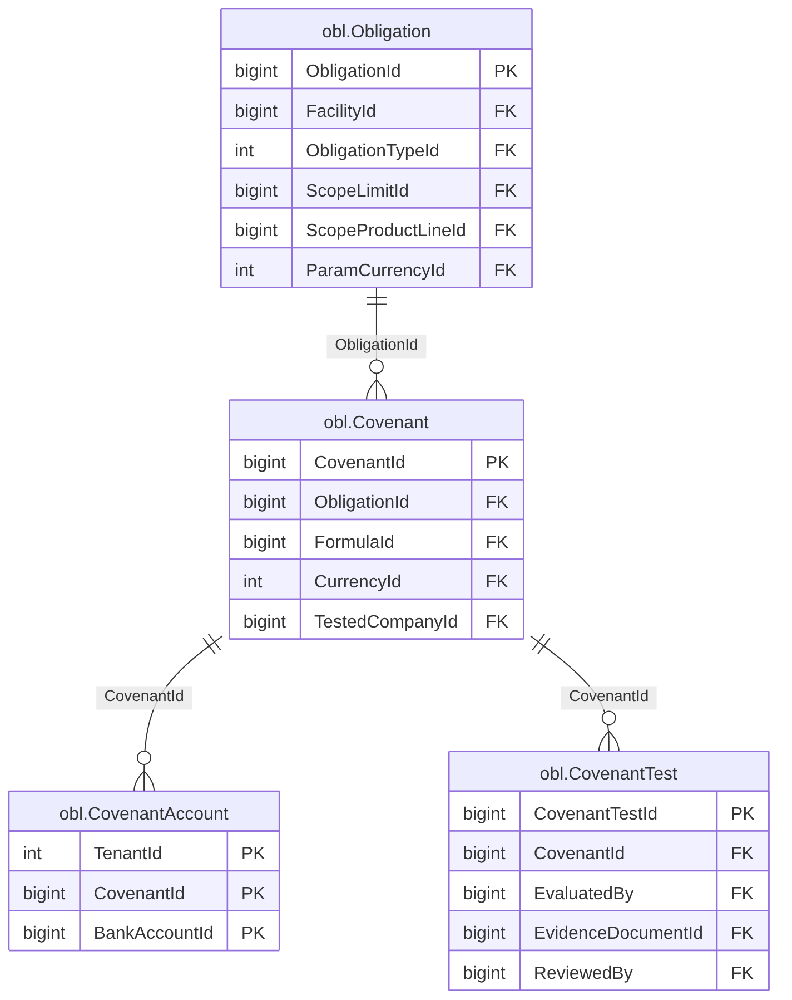 obl.Obligation
bigint ObligationId PK
bigint FacilityId FK
int ObligationTypeId FK
bigint ScopeLimitId FK
bigint ScopeProductLineId FK
int ParamCurrencyId FK
ObligationId
obl.Covenant
bigint CovenantId PK
bigint ObligationId FK
bigint FormulaId FK
int CurrencyId FK
bigint TestedCompanyId FK
CovenantId
CovenantId
obl.CovenantAccount
int TenantId PK
bigint CovenantId PK
bigint BankAccountId PK
obl.CovenantTest
bigint CovenantTestId PK
bigint CovenantId FK
bigint EvaluatedBy FK
bigint EvidenceDocumentId FK
bigint ReviewedBy FK